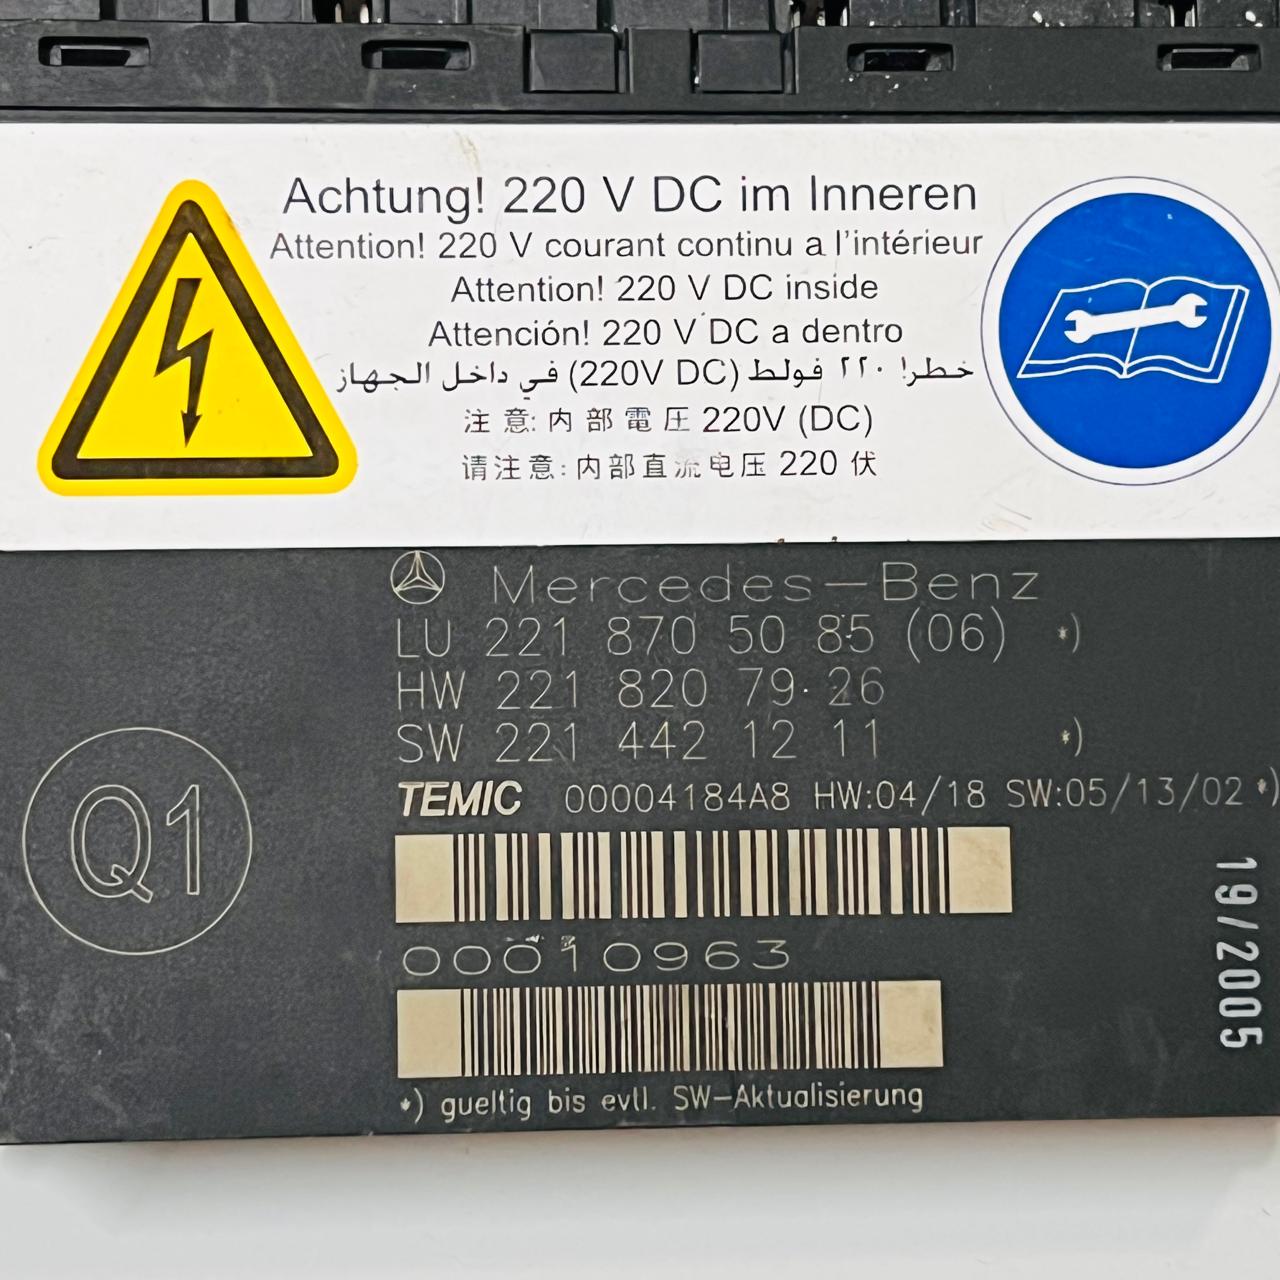 Achtung! 220 V DC im Inneren
Attention! 220 V courant continu a l'intérieur
Attention! 220 V DC inside
Attención! 220 V DC a dentro
خطر! ٢٢٠ فولط (220V DC) في داخل الجهاز
注意: 内部電圧 220V (DC)
请注意: 内部直流电压 220 伏
Mercedes-Benz
LU 221 870 50 85 (06) *)
HW 221 820 79 26
SW 221 442 12 11 *)
TEMIC 00004184A8 HW:04/18 SW:05/13/02 *)
Q1
00010963
19/2005
*) gueltig bis evtl. SW-Aktualisierung